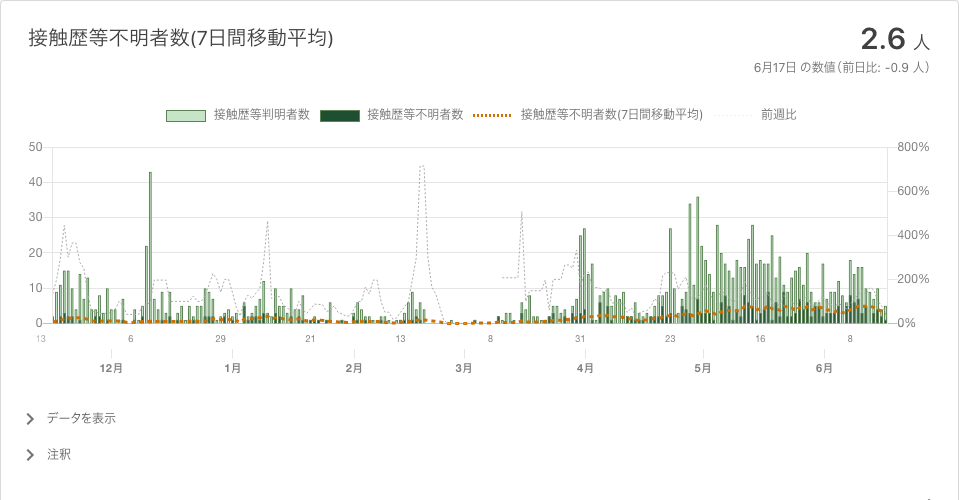 接触歴等不明者数(7日間移動平均)
2.6 人
6月17日 の数値（前日比: -0.9 人）
接触歴等判明者数 接触歴等不明者数 接触歴等不明者数(7日間移動平均) 前週比
50 800%
40 600%
30 400%
20 200%
10
0 0%
13 6 29 21 13 8 31 23 16 8
12月 1月 2月 3月 4月 5月 6月
データを表示
注釈